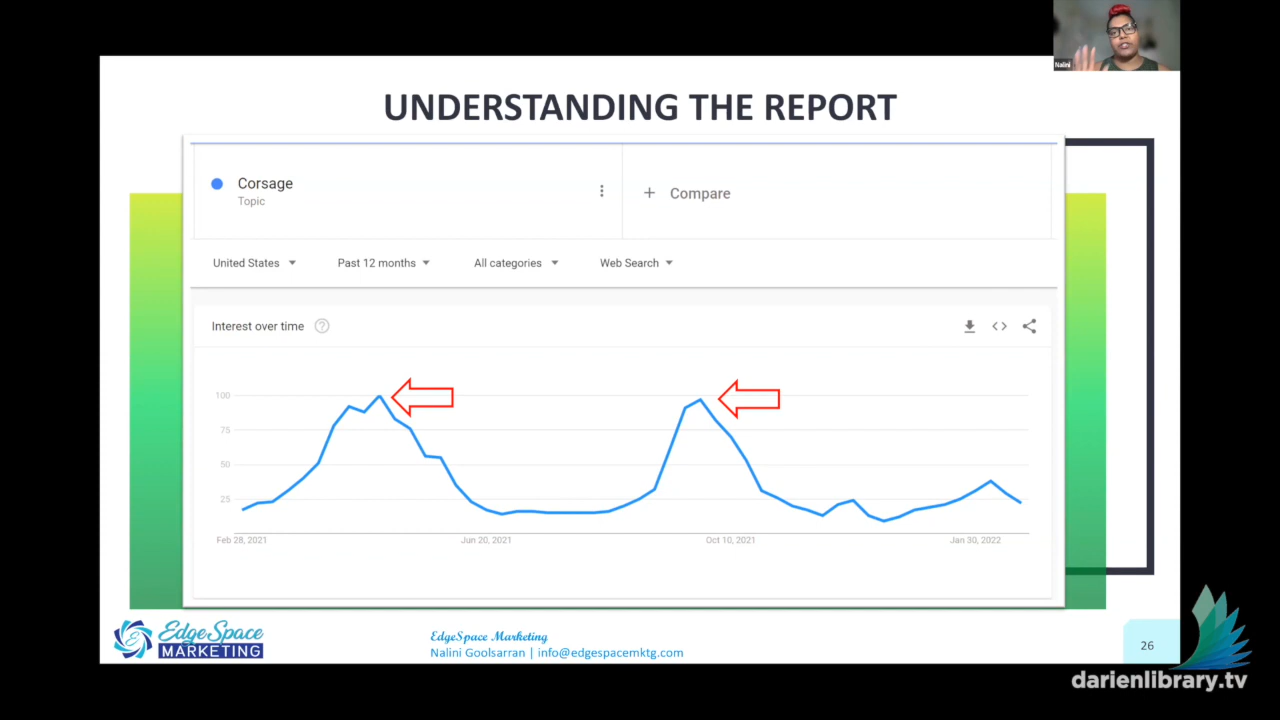 Nalini
UNDERSTANDING THE REPORT
Corsage
Topic
+ Compare
United States
Past 12 months
All categories
Web Search
Interest over time ?
100
75
50
25
Feb 28, 2021
Jun 20, 2021
Oct 10, 2021
Jan 30, 2022
EdgeSpace
MARKETING
EdgeSpace Marketing
Nalini Goolsarran | info@edgespacemktg.com
26
darienlibrary.tv